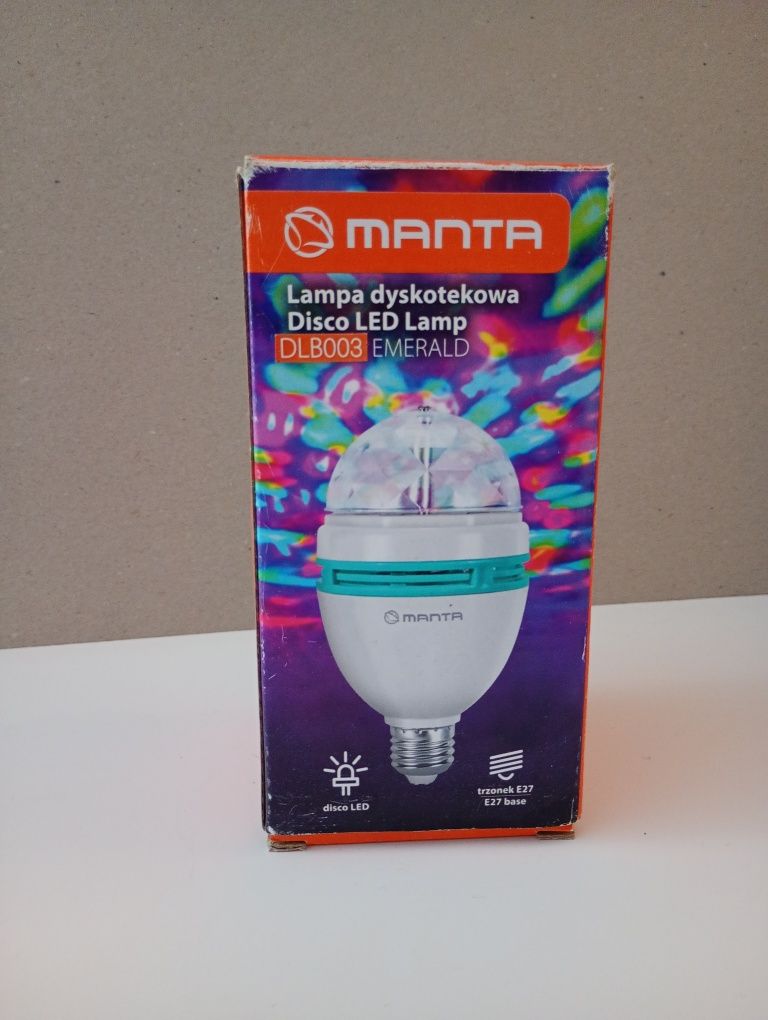 MANTA
Lampa dyskotekowa
Disco LED Lamp
DLB003 EMERALD
MANTA
disco LED
trzonek E27
E27 base